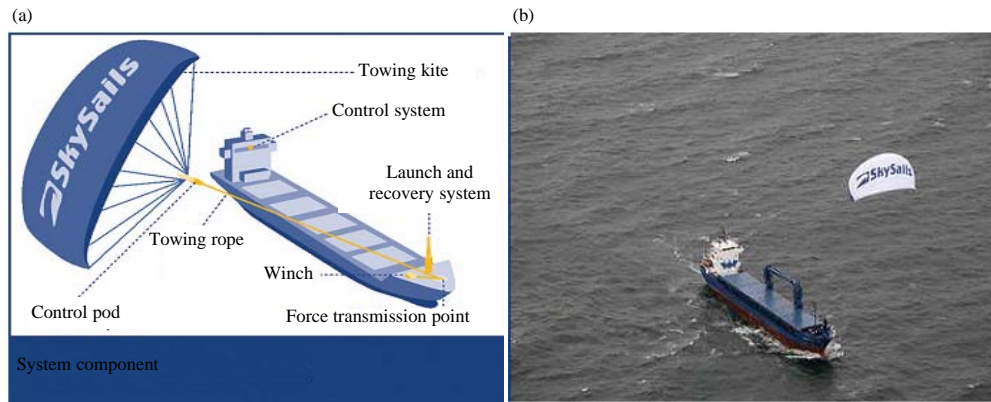 (a)
(b)
SkySails
Towing kite
Control system
Launch and
recovery system
Towing rope
Winch
Control pod
Force transmission point
System component
SkySails